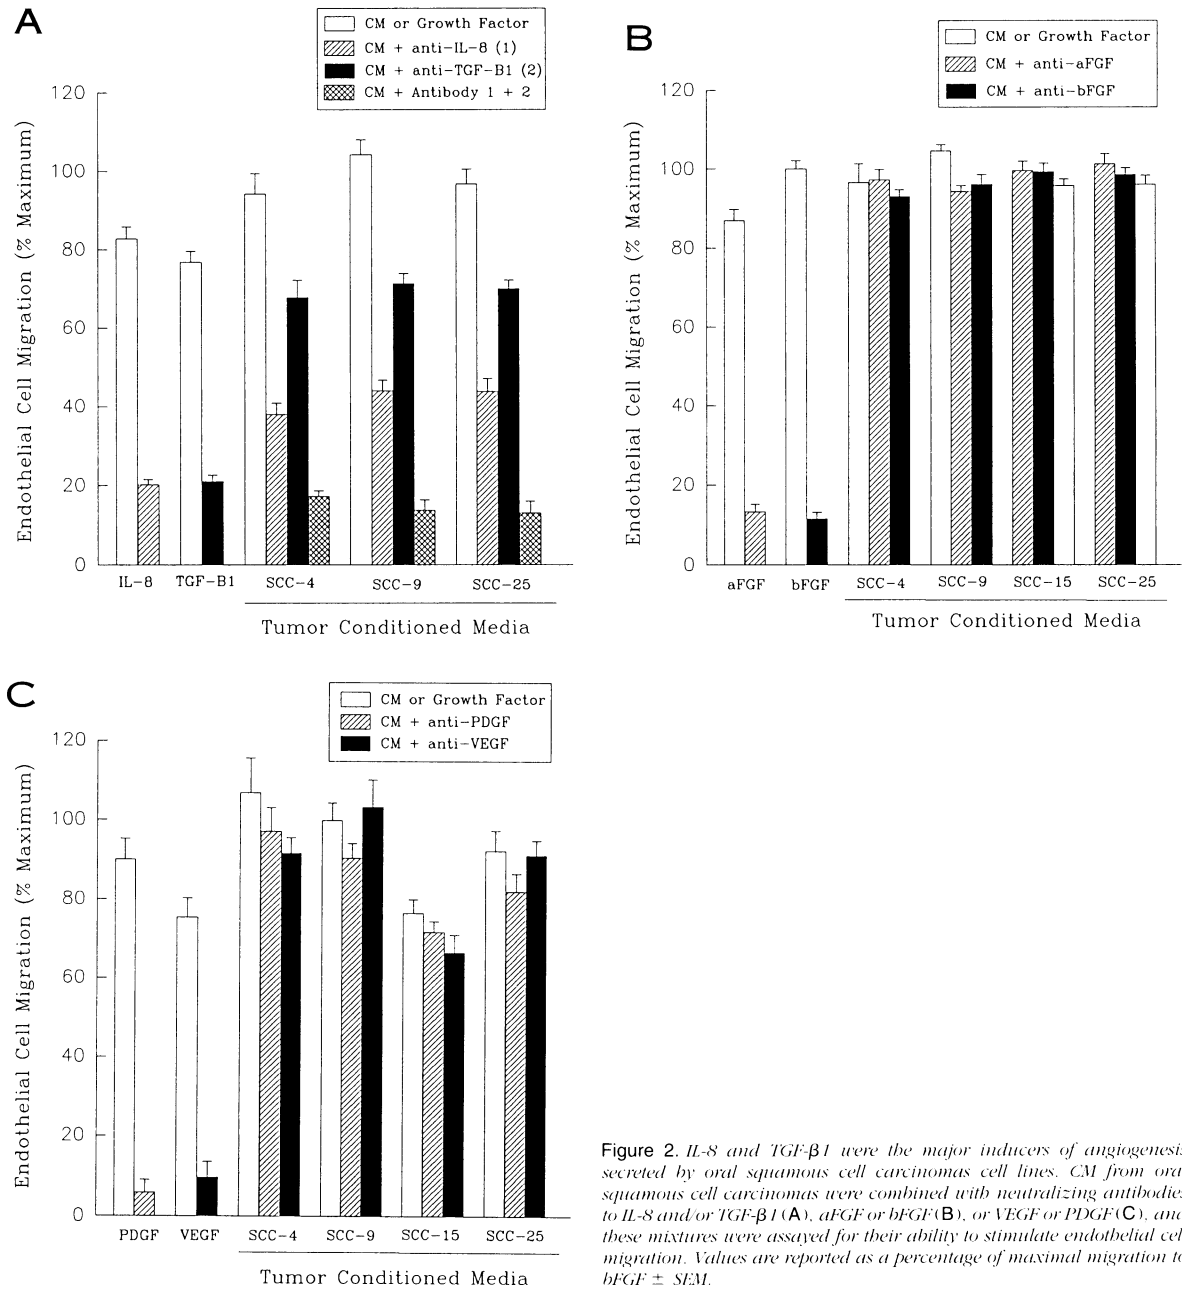 A
CM or Growth Factor
CM + anti-IL-8 (1)
CM + anti-TGF-B1 (2)
CM + Antibody 1 + 2
Endothelial Cell Migration (% Maximum)
120
100
80
60
40
20
0
IL-8 TGF-B1 SCC-4 SCC-9 SCC-25
Tumor Conditioned Media
B
CM or Growth Factor
CM + anti-aFGF
CM + anti-bFGF
Endothelial Cell Migration (% Maximum)
120
100
80
60
40
20
0
aFGF bFGF SCC-4 SCC-9 SCC-15 SCC-25
Tumor Conditioned Media
C
CM or Growth Factor
CM + anti-PDGF
CM + anti-VEGF
Endothelial Cell Migration (% Maximum)
120
100
80
60
40
20
0
PDGF VEGF SCC-4 SCC-9 SCC-15 SCC-25
Tumor Conditioned Media
Figure 2. IL-8 and TGF-β1 were the major inducers of angiogenesis
secreted by oral squamous cell carcinomas cell lines. CM from ora
squamous cell carcinomas were combined with neutralizing antibodies
to IL-8 and/or TGF-β1 (A), aFGF or bFGF (B), or VEGF or PDGF (C), and
these mixtures were assayed for their ability to stimulate endothelial cel
migration. Values are reported as a percentage of maximal migration to
bFGF ± SEM.